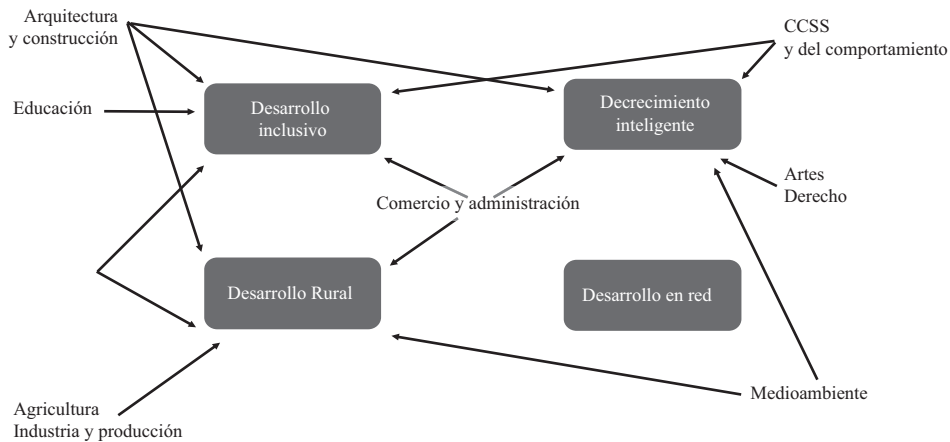 Arquitectura
y construcción
CCSS
y del comportamiento
Educación
Desarrollo
inclusivo
Decrecimiento
inteligente
Artes
Derecho
Comercio y administración
Desarrollo Rural
Desarrollo en red
Medioambiente
Agricultura
Industria y producción